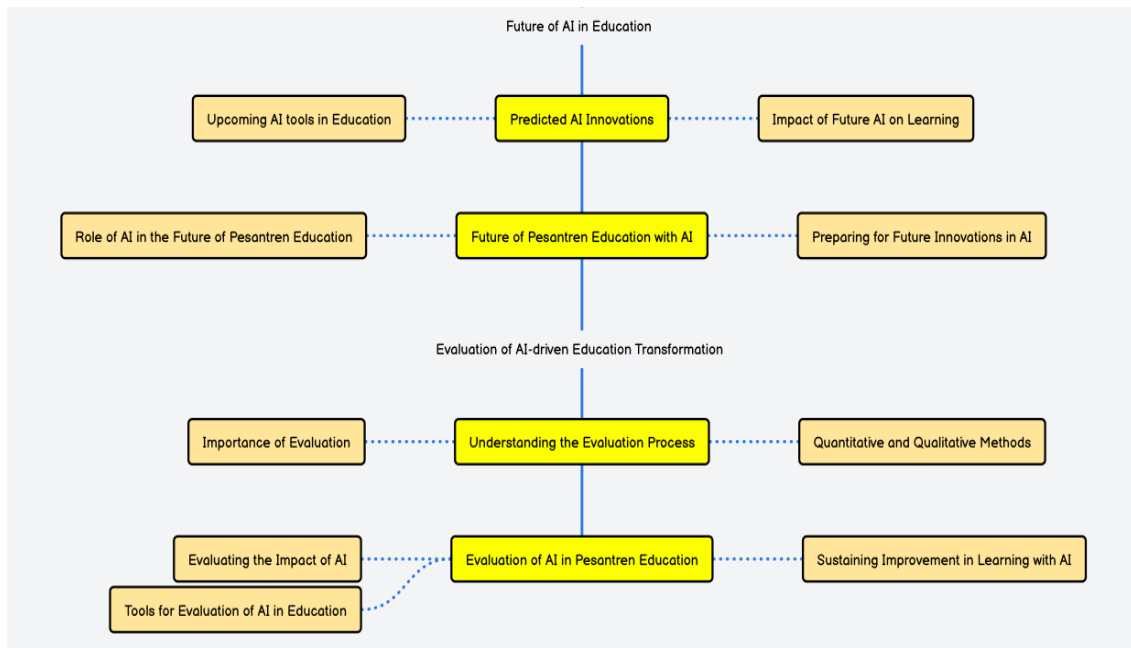 Future of AI in Education
Upcoming AI tools in Education
Predicted AI Innovations
Impact of Future AI on Learning
Role of AI in the Future of Pesantren Education
Future of Pesantren Education with AI
Preparing for Future Innovations in AI
Evaluation of AI-driven Education Transformation
Importance of Evaluation
Understanding the Evaluation Process
Quantitative and Qualitative Methods
Evaluating the Impact of AI
Evaluation of AI in Pesantren Education
Sustaining Improvement in Learning with AI
Tools for Evaluation of AI in Education